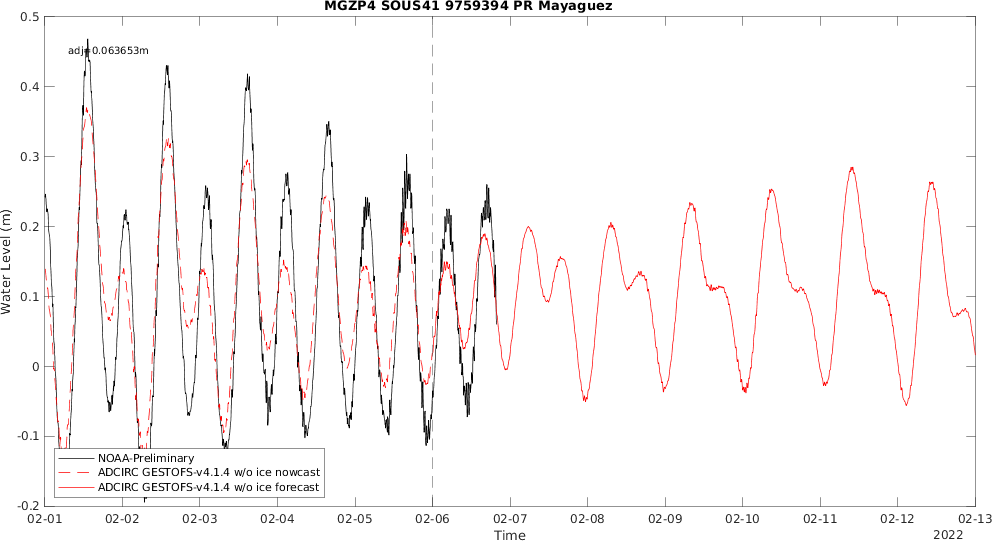 MGZP4 SOUS41 9759394 PR Mayaguez
adj=0.063653m
0.5
0.4
0.3
0.2
0.1
0
-0.1
-0.2
Water Level (m)
NOAA-Preliminary
ADCIRC GESTOFS-v4.1.4 w/o ice nowcast
ADCIRC GESTOFS-v4.1.4 w/o ice forecast
02-01 02-02 02-03 02-04 02-05 02-06 02-07 02-08 02-09 02-10 02-11 02-12 02-13
Time
2022